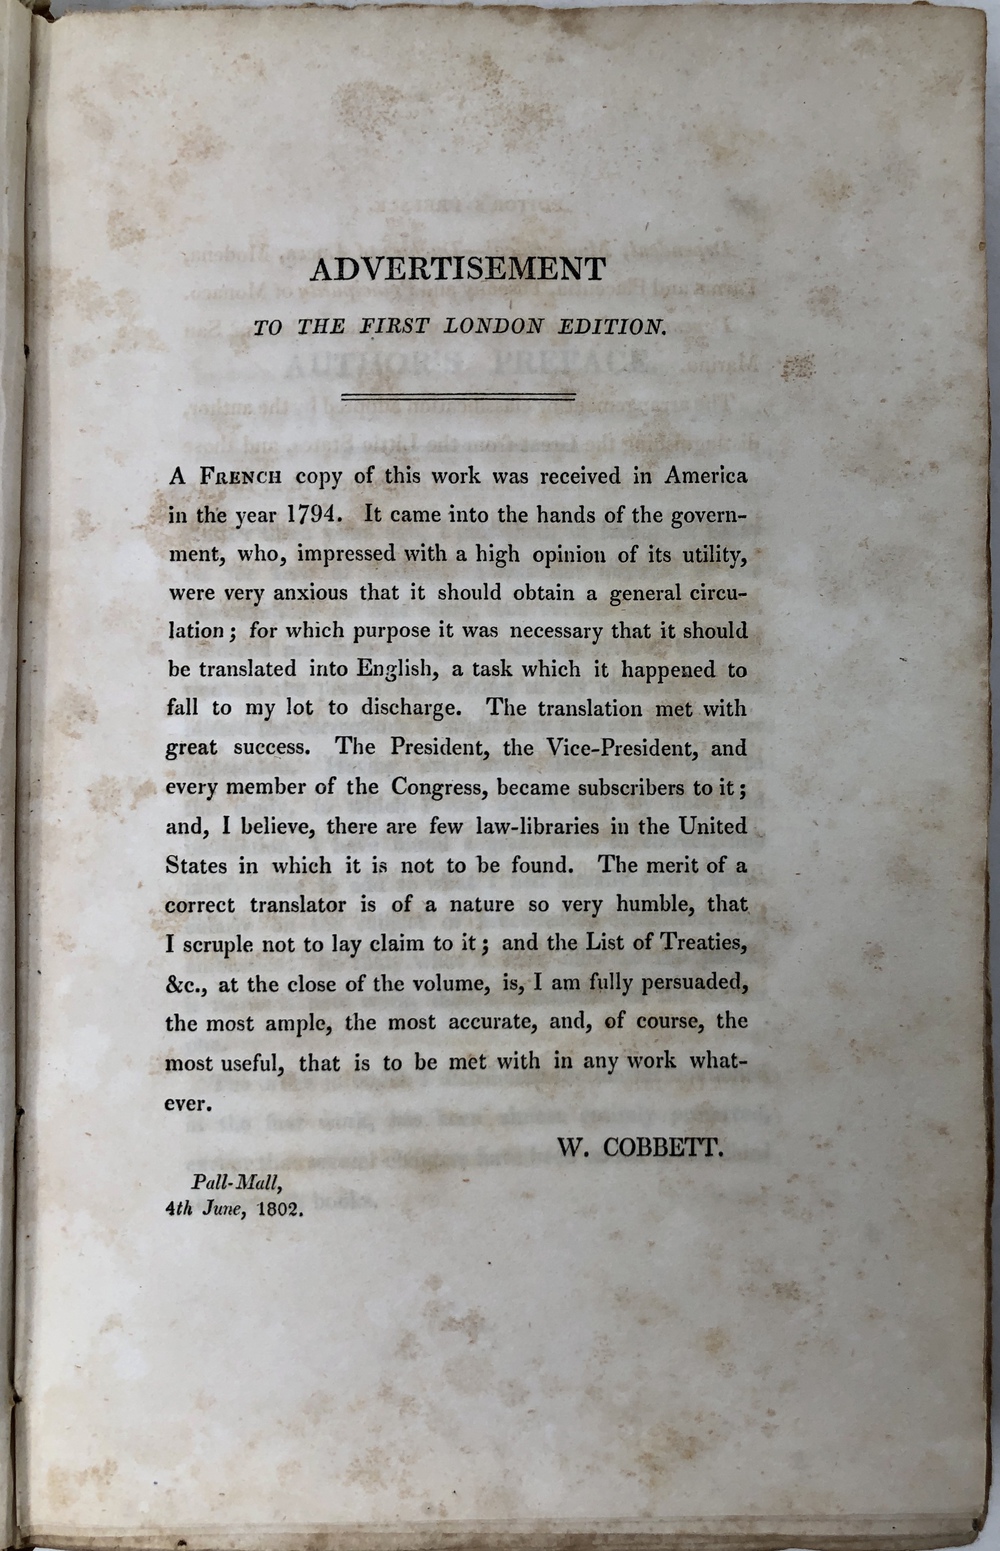 ADVERTISEMENT
TO THE FIRST LONDON EDITION.
A FRENCH copy of this work was received in America
in the year 1794. It came into the hands of the govern-
ment, who, impressed with a high opinion of its utility,
were very anxious that it should obtain a general circu-
lation; for which purpose it was necessary that it should
be translated into English, a task which it happened to
fall to my lot to discharge. The translation met with
great success. The President, the Vice-President, and
every member of the Congress, became subscribers to it;
and, I believe, there are few law-libraries in the United
States in which it is not to be found. The merit of a
correct translator is of a nature so very humble, that
I scruple not to lay claim to it; and the List of Treaties,
&c., at the close of the volume, is, I am fully persuaded,
the most ample, the most accurate, and, of course, the
most useful, that is to be met with in any work what-
ever.
W. COBBETT.
Pall-Mall,
4th June, 1802.